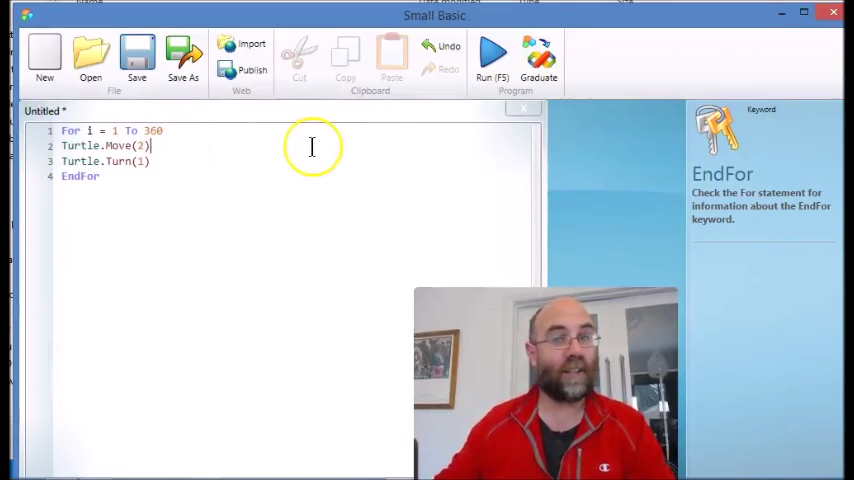 Small Basic
New
Open
Save
Save As
Import
Publish
Cut
Copy
Paste
Undo
Redo
Run (F5)
Graduate
File
Web
Clipboard
Program
Untitled *
1 For i = 1 To 360
2 Turtle.Move(2)
3 Turtle.Turn(1)
4 EndFor
Keyword
EndFor
Check the For statement for
information about the EndFor
keyword.